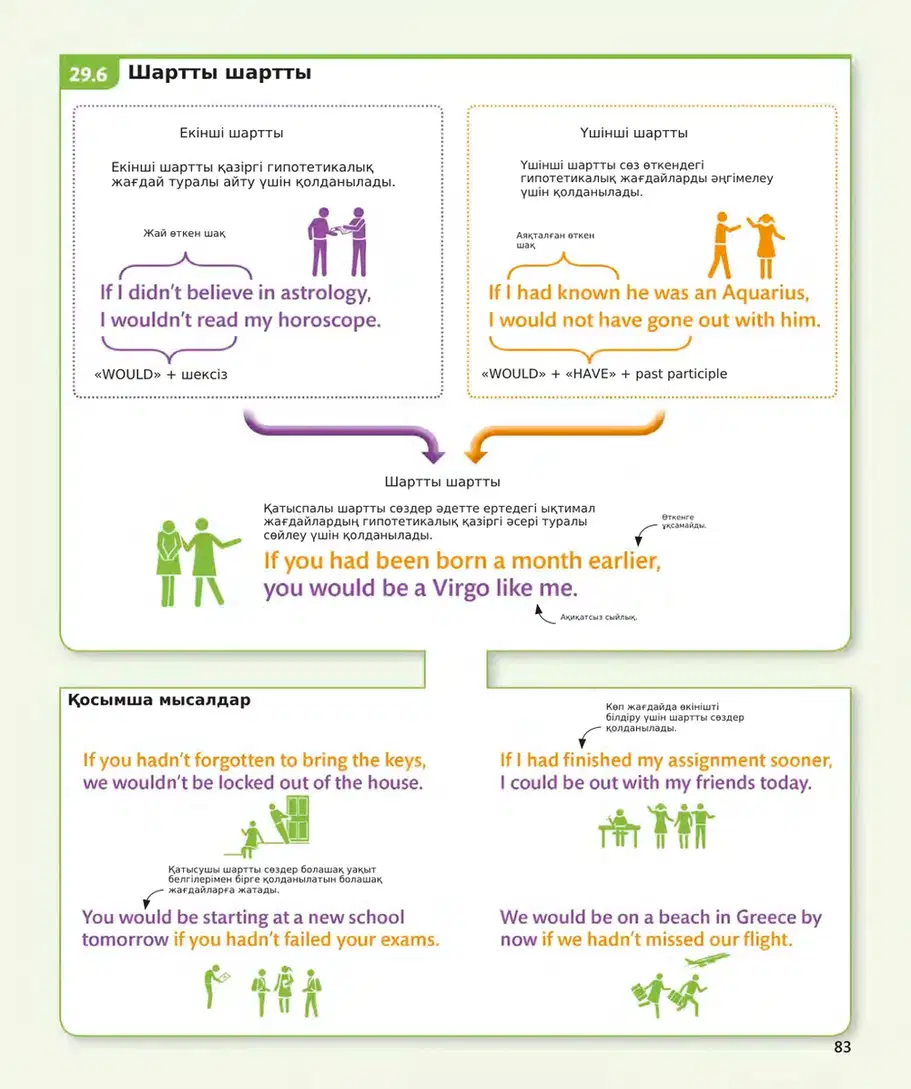 29.6 Шартты шартты
Екінші шартты
Екінші шартты қазіргі гипотетикалық
жағдай туралы айту үшін қолданылады.
Жай өткен шақ
If I didn't believe in astrology,
I wouldn't read my horoscope.
«WOULD» + шексіз
Үшінші шартты
Үшінші шартты сөз өткендегі
гипотетикалық жағдайларды әңгімелеу
үшін қолданылады.
Аяқталған өткен
шақ
If I had known he was an Aquarius,
I would not have gone out with him.
«WOULD» + «HAVE» + past participle
Шартты шартты
Қатыспалы шартты сөздер әдетте ертедегі ықтимал
жағдайлардың гипотетикалық қазіргі әсері туралы
сөйлеу үшін қолданылады.
Өткенге
ұқсамайды.
If you had been born a month earlier,
you would be a Virgo like me.
Ақиқатсыз сыйлық.
Қосымша мысалдар
If you hadn't forgotten to bring the keys,
we wouldn't be locked out of the house.
Көп жағдайда өкінішті
білдіру үшін шартты сөздер
қолданылады.
If I had finished my assignment sooner,
I could be out with my friends today.
Қатысушы шартты сөздер болашақ уақыт
белгілерімен бірге қолданылатын болашақ
жағдайларға жатады.
You would be starting at a new school
tomorrow if you hadn't failed your exams.
We would be on a beach in Greece by
now if we hadn't missed our flight.
83